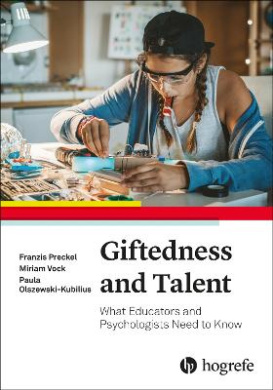 Franzis Preckel
Miriam Vock
Paula
Olszewski-Kubilius
Giftedness
and Talent
What Educators and
Psychologists Need to Know
hogrefe